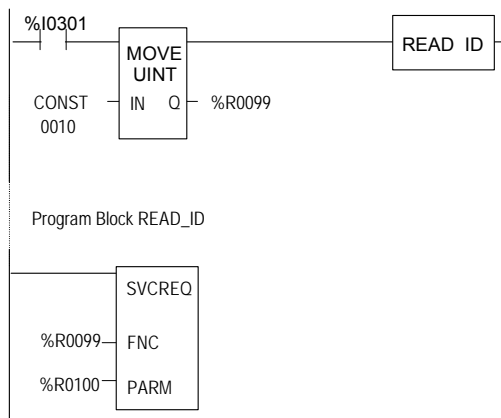 %I0301
MOVE
UINT
READ ID
CONST
0010
IN Q
%R0099
Program Block READ_ID
SVCREQ
%R0099
FNC
%R0100
PARM